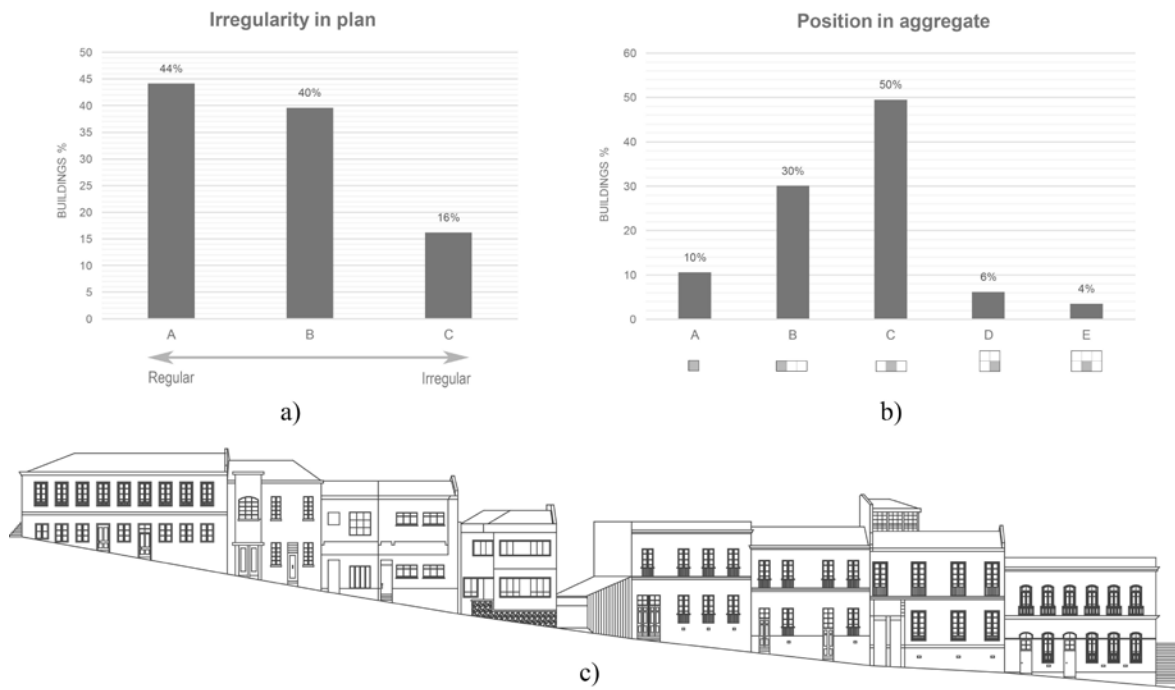 Irregularity in plan
50
45
40
35
30
25
20
15
10
5
0
BUILDINGS %
44%
40%
16%
A B C
Regular Irregular
a)
Position in aggregate
60
50
40
30
20
10
0
BUILDINGS %
10%
30%
50%
6%
4%
A B C D E
b)
c)